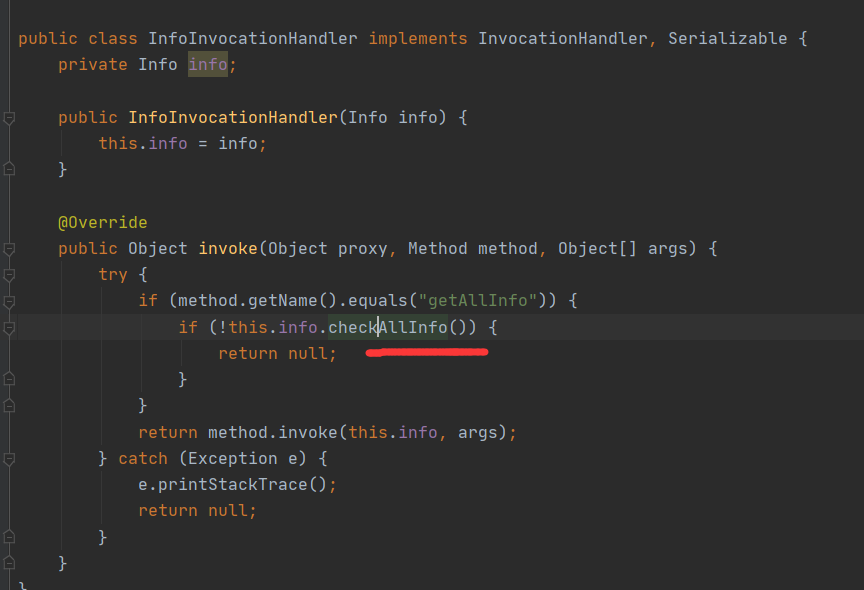 public class InfoInvocationHandler implements InvocationHandler, Serializable {
private Info info;
public InfoInvocationHandler(Info info) {
this.info = info;
}
@Override
public Object invoke(Object proxy, Method method, Object[] args) {
try {
if (method.getName().equals("getAllInfo")) {
if (!this.info.checkAllInfo()) {
return null;
}
}
return method.invoke(this.info, args);
} catch (Exception e) {
e.printStackTrace();
return null;
}
}
}